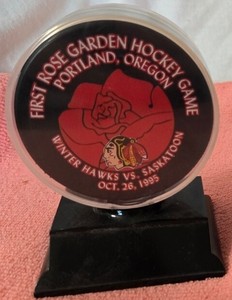 FIRST ROSE GARDEN HOCKEY GAME
PORTLAND, OREGON
WINTER HAWKS VS. SASKATOON
OCT. 26, 1995